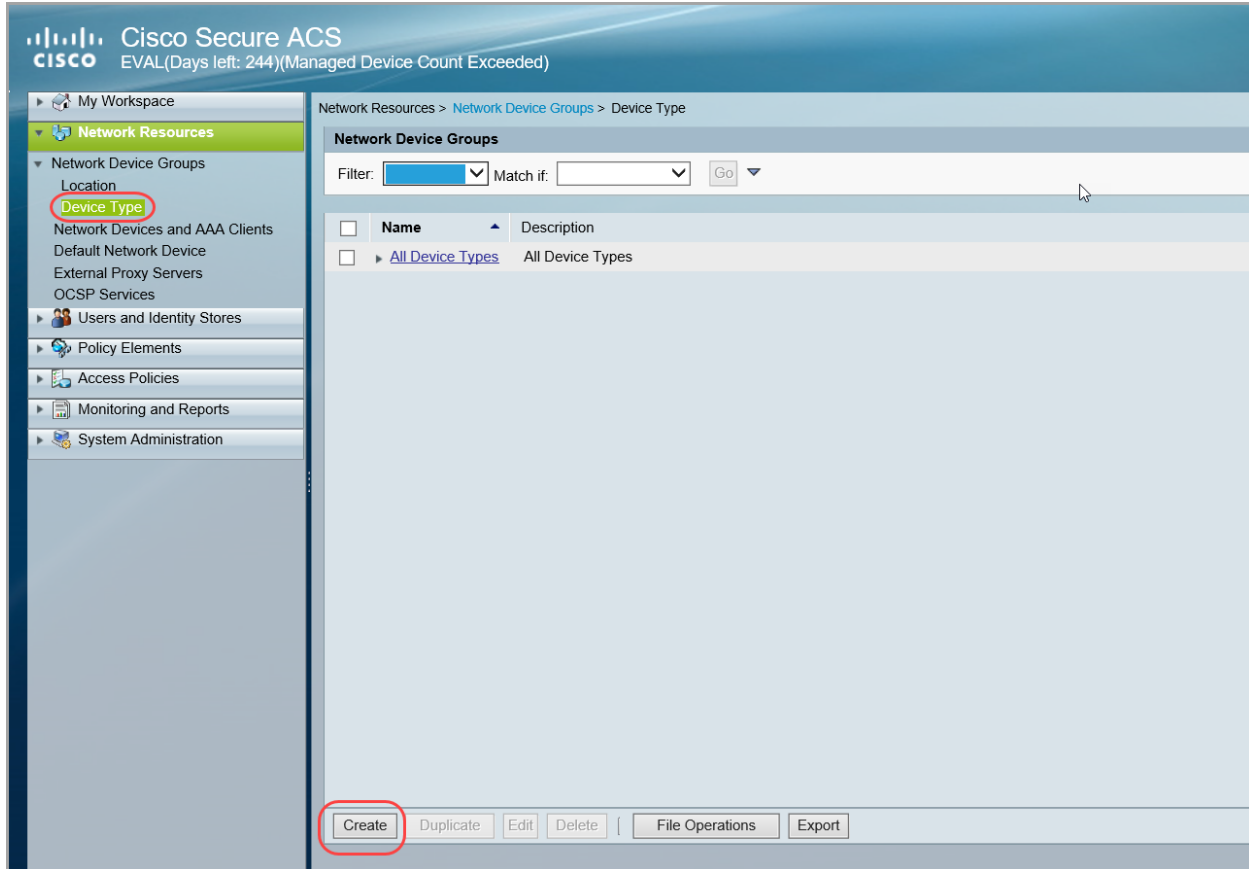 Cisco Secure ACS
CISCO EVAL(Days left: 244)(Managed Device Count Exceeded)
My Workspace
Network Resources
Network Device Groups
Location
Device Type
Network Devices and AAA Clients
Default Network Device
External Proxy Servers
OCSP Services
Users and Identity Stores
Policy Elements
Access Policies
Monitoring and Reports
System Administration
Network Resources > Network Device Groups > Device Type
Network Device Groups
Filter: Match if: Go
Name Description
All Device Types All Device Types
Create Duplicate Edit Delete | File Operations Export